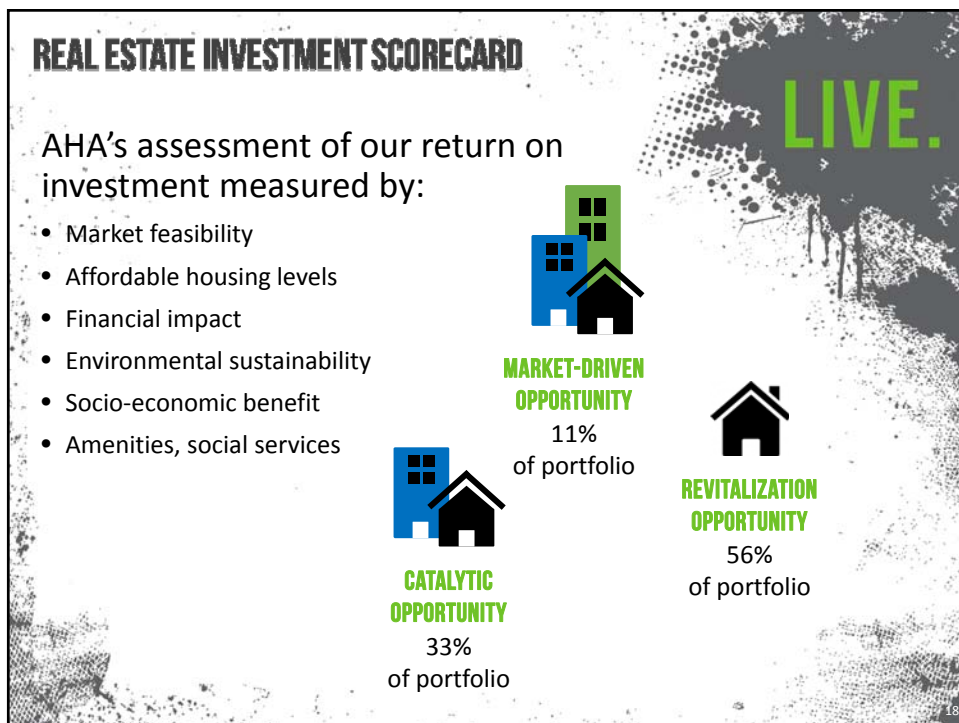 REAL ESTATE INVESTMENT SCORECARD
LIVE.
AHA’s assessment of our return on
investment measured by:
• Market feasibility
• Affordable housing levels
• Financial impact
• Environmental sustainability
• Socio-economic benefit
• Amenities, social services
MARKET-DRIVEN
OPPORTUNITY
11%
of portfolio
REVITALIZATION
OPPORTUNITY
56%
of portfolio
CATALYTIC
OPPORTUNITY
33%
of portfolio
18